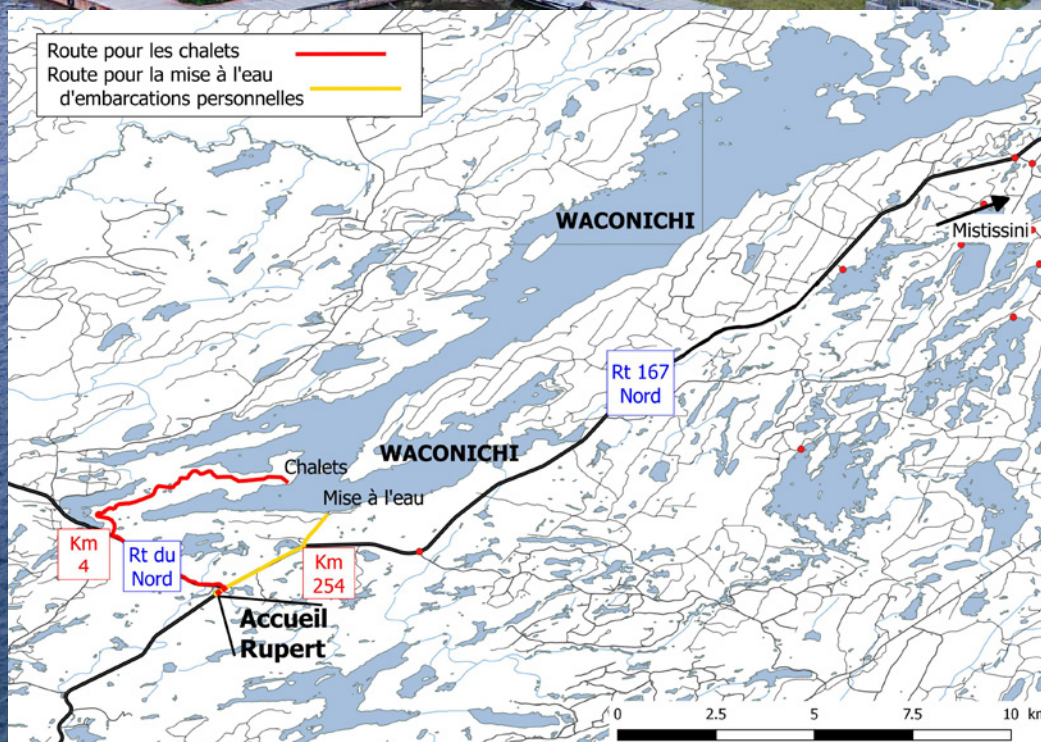 Route pour les chalets
Route pour la mise à l'eau
d'embarcations personnelles
WACONICHI
Mistissini
Rt 167
Nord
WACONICHI
Chalets
Mise à l'eau
Km
4
Rt du
Nord
Km
254
Accueil
Rupert
0 2.5 5 7.5 10 km